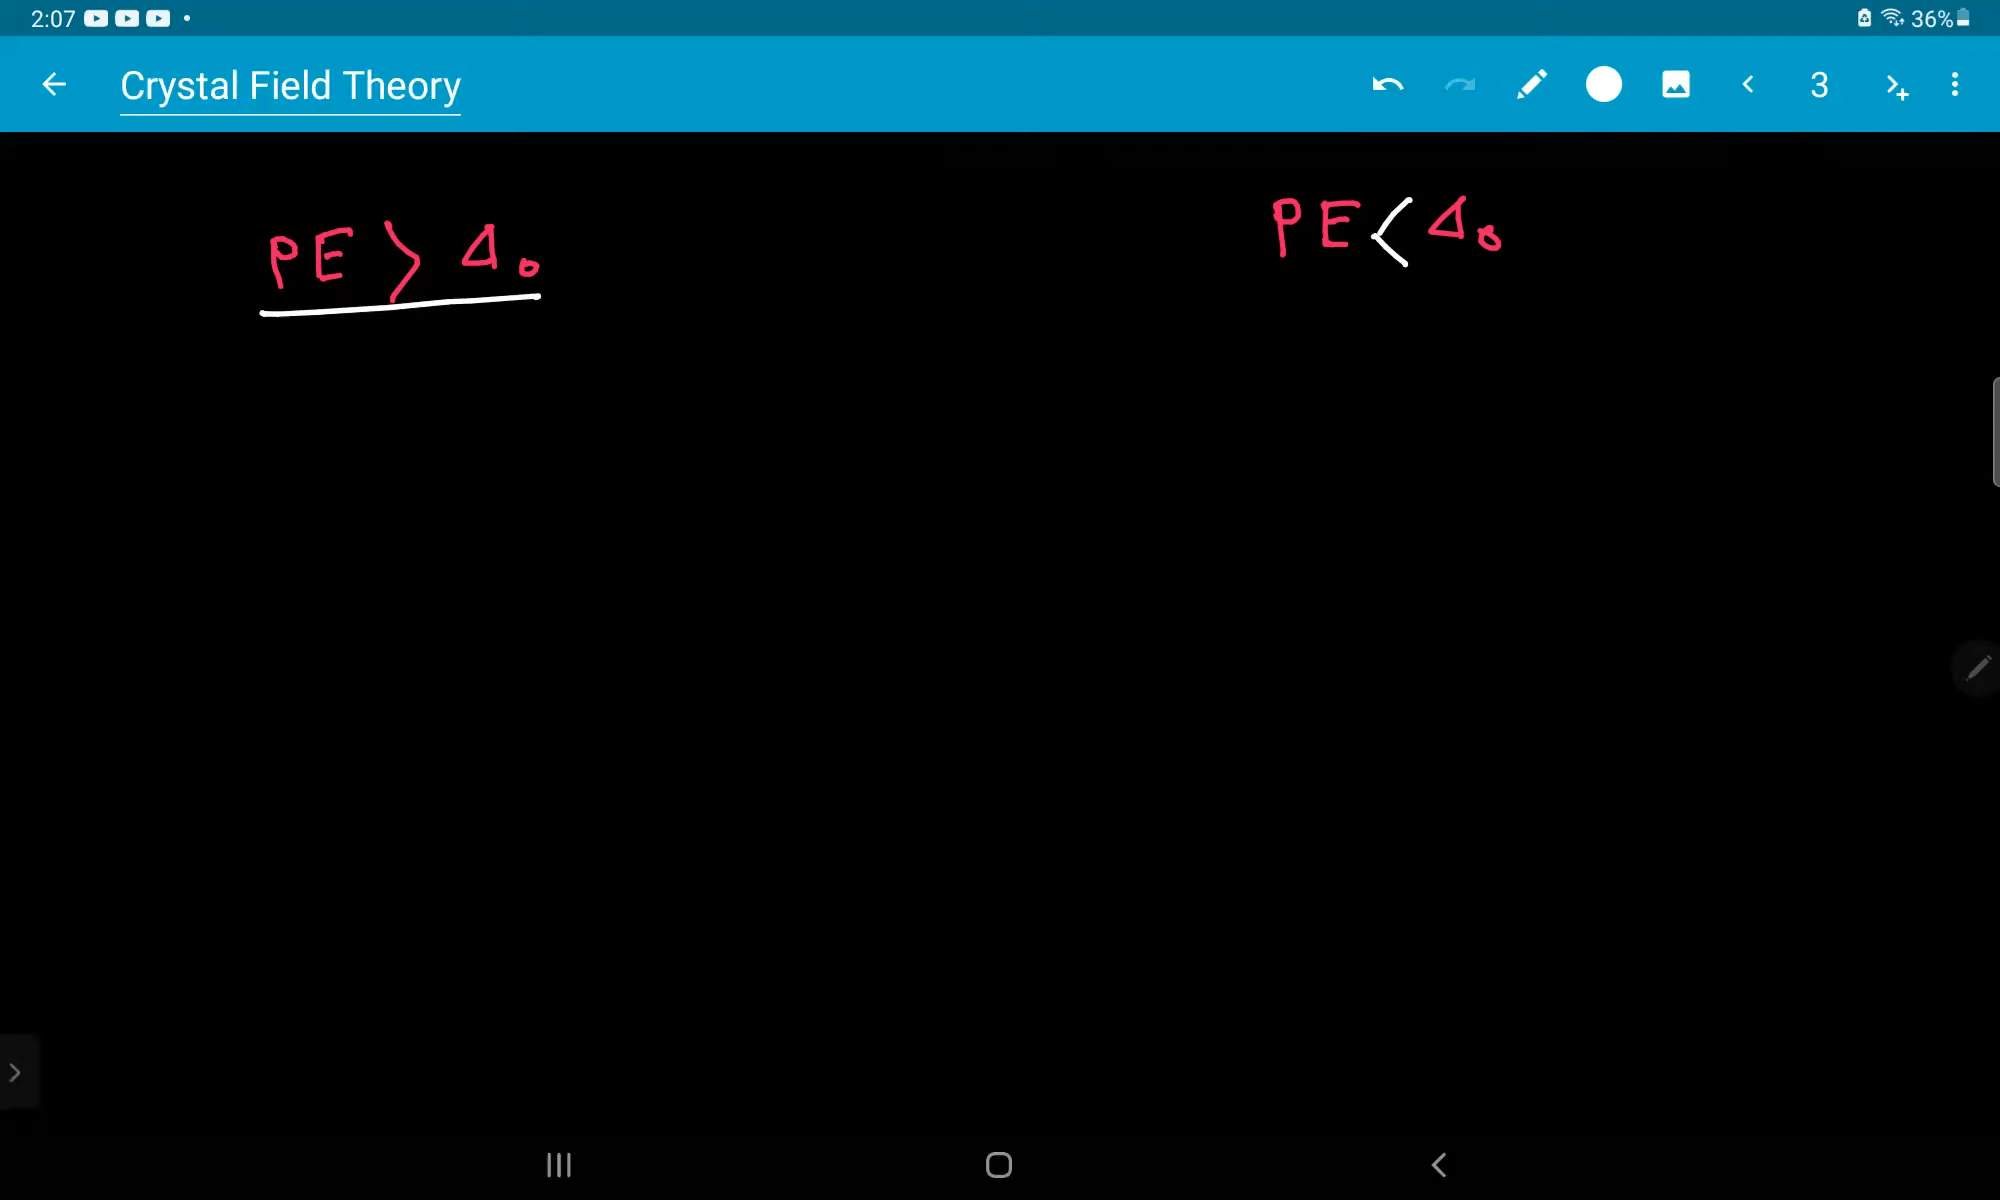 2:07 36%
Crystal Field Theory 3
PE > Δo
PE < Δo